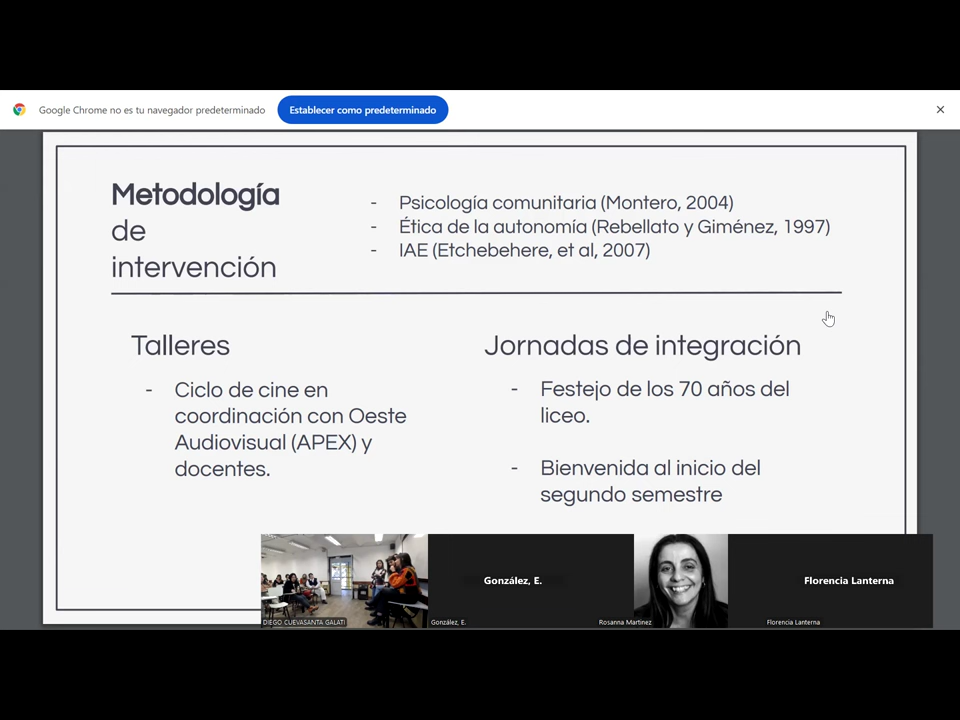 Google Chrome no es tu navegador predeterminado
Establecer como predeterminado
Metodología
de
intervención
- Psicología comunitaria (Montero, 2004)
- Ética de la autonomía (Rebellato y Giménez, 1997)
- IAE (Etchebehere, et al, 2007)
Talleres
- Ciclo de cine en
coordinación con Oeste
Audiovisual (APEX) y
docentes.
Jornadas de integración
- Festejo de los 70 años del
liceo.
- Bienvenida al inicio del
segundo semestre
González, E.
Florencia Lanterna
DIEGO CUEVASANTA GALATI
González, E.
Rosanna Martinez
Florencia Lanterna